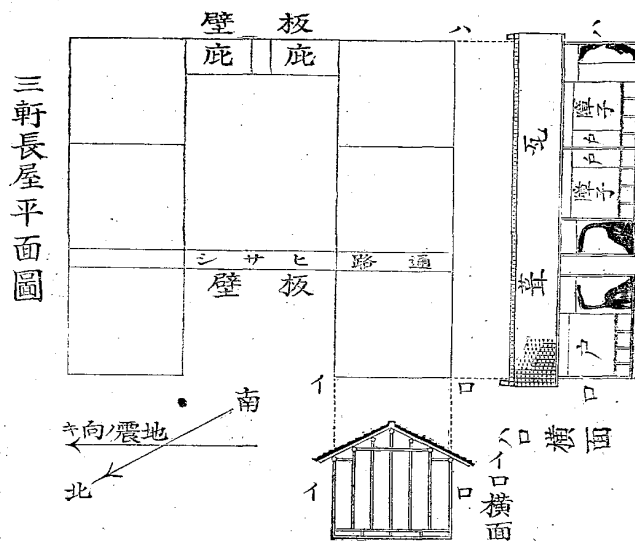 三軒長屋平面圖
板壁
庇
庇
通路
ヒサシ
板壁
ハ
ハ
瓦葺
障子
戸
戸
障子
戸
イ
ロ
ロ
南
地震ノ向キ
北
イ
ロ
イロ横面
ハロ横面